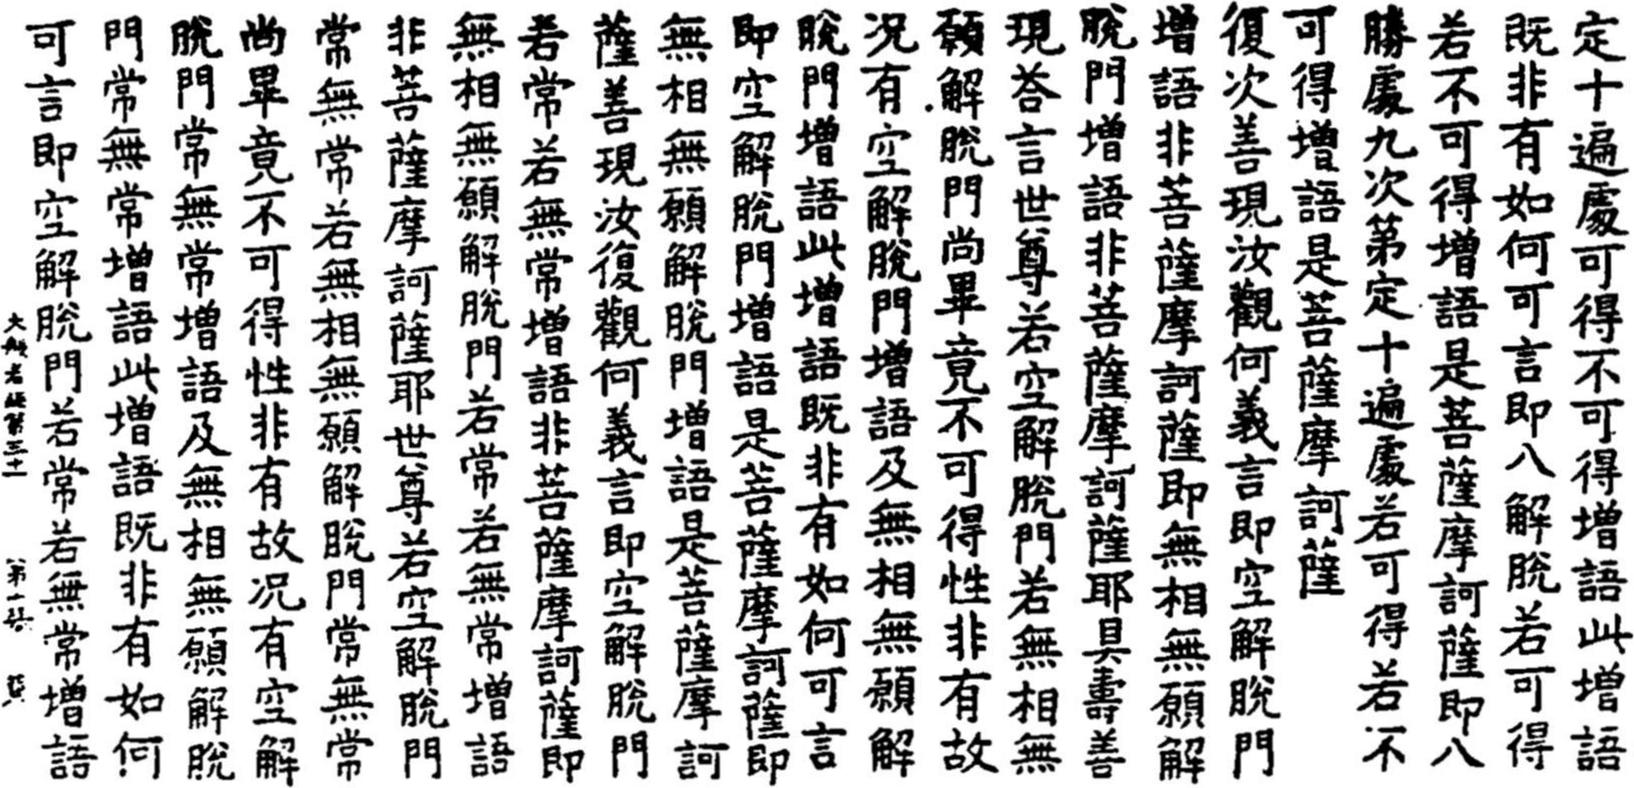 定十遍處可得不可得增語此增語
既非有如何可言即八解脫若可得
若不可得增語是菩薩摩訶薩即八
勝處九次第定十遍處若可得若不
可得增語是菩薩摩訶薩
復次善現汝觀何義言即空解脫門
增語非菩薩摩訶薩即無相無願解
脫門增語非菩薩摩訶薩耶具壽善
現答言世尊若空解脫門若無相無
願解脫門尚畢竟不可得性非有故
况有空解脫門增語及無相無願解
脫門增語此增語既非有如何可言
即空解脫門增語是菩薩摩訶薩即
無相無願解脫門增語是菩薩摩訶
薩善現汝復觀何義言即空解脫門
若常若無常增語非菩薩摩訶薩即
無相無願解脫門若常若無常增語
非菩薩摩訶薩耶世尊若空解脫門
常無常若無相無願解脫門常無常
尚畢竟不可得性非有故况有空解
脫門常無常增語及無相無願解脫
門常無常增語此增語既非有如何
可言即空解脫門若常若無常增語
大般若經第三十一 第一張